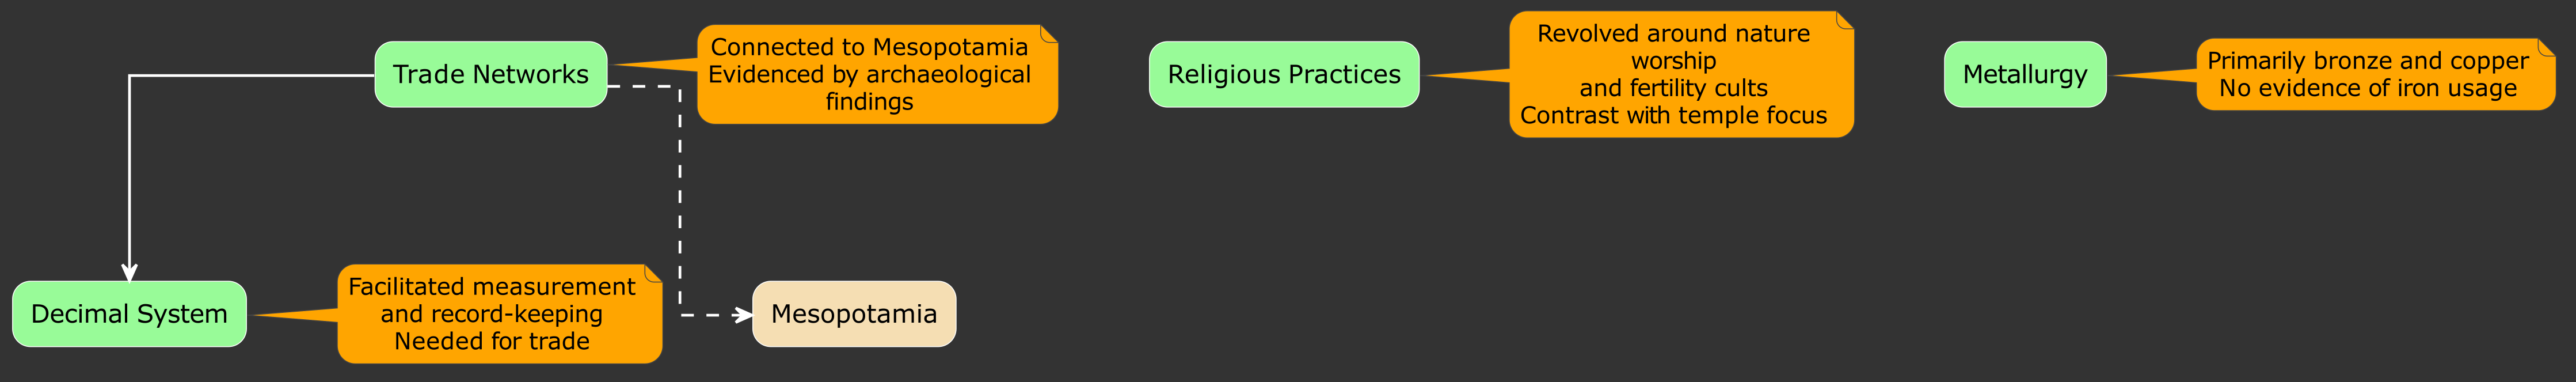 Trade Networks
Connected to Mesopotamia
Evidenced by archaeological
findings
Religious Practices
Revolved around nature
worship
and fertility cults
Contrast with temple focus
Metallurgy
Primarily bronze and copper
No evidence of iron usage
Decimal System
Facilitated measurement
and record-keeping
Needed for trade
Mesopotamia